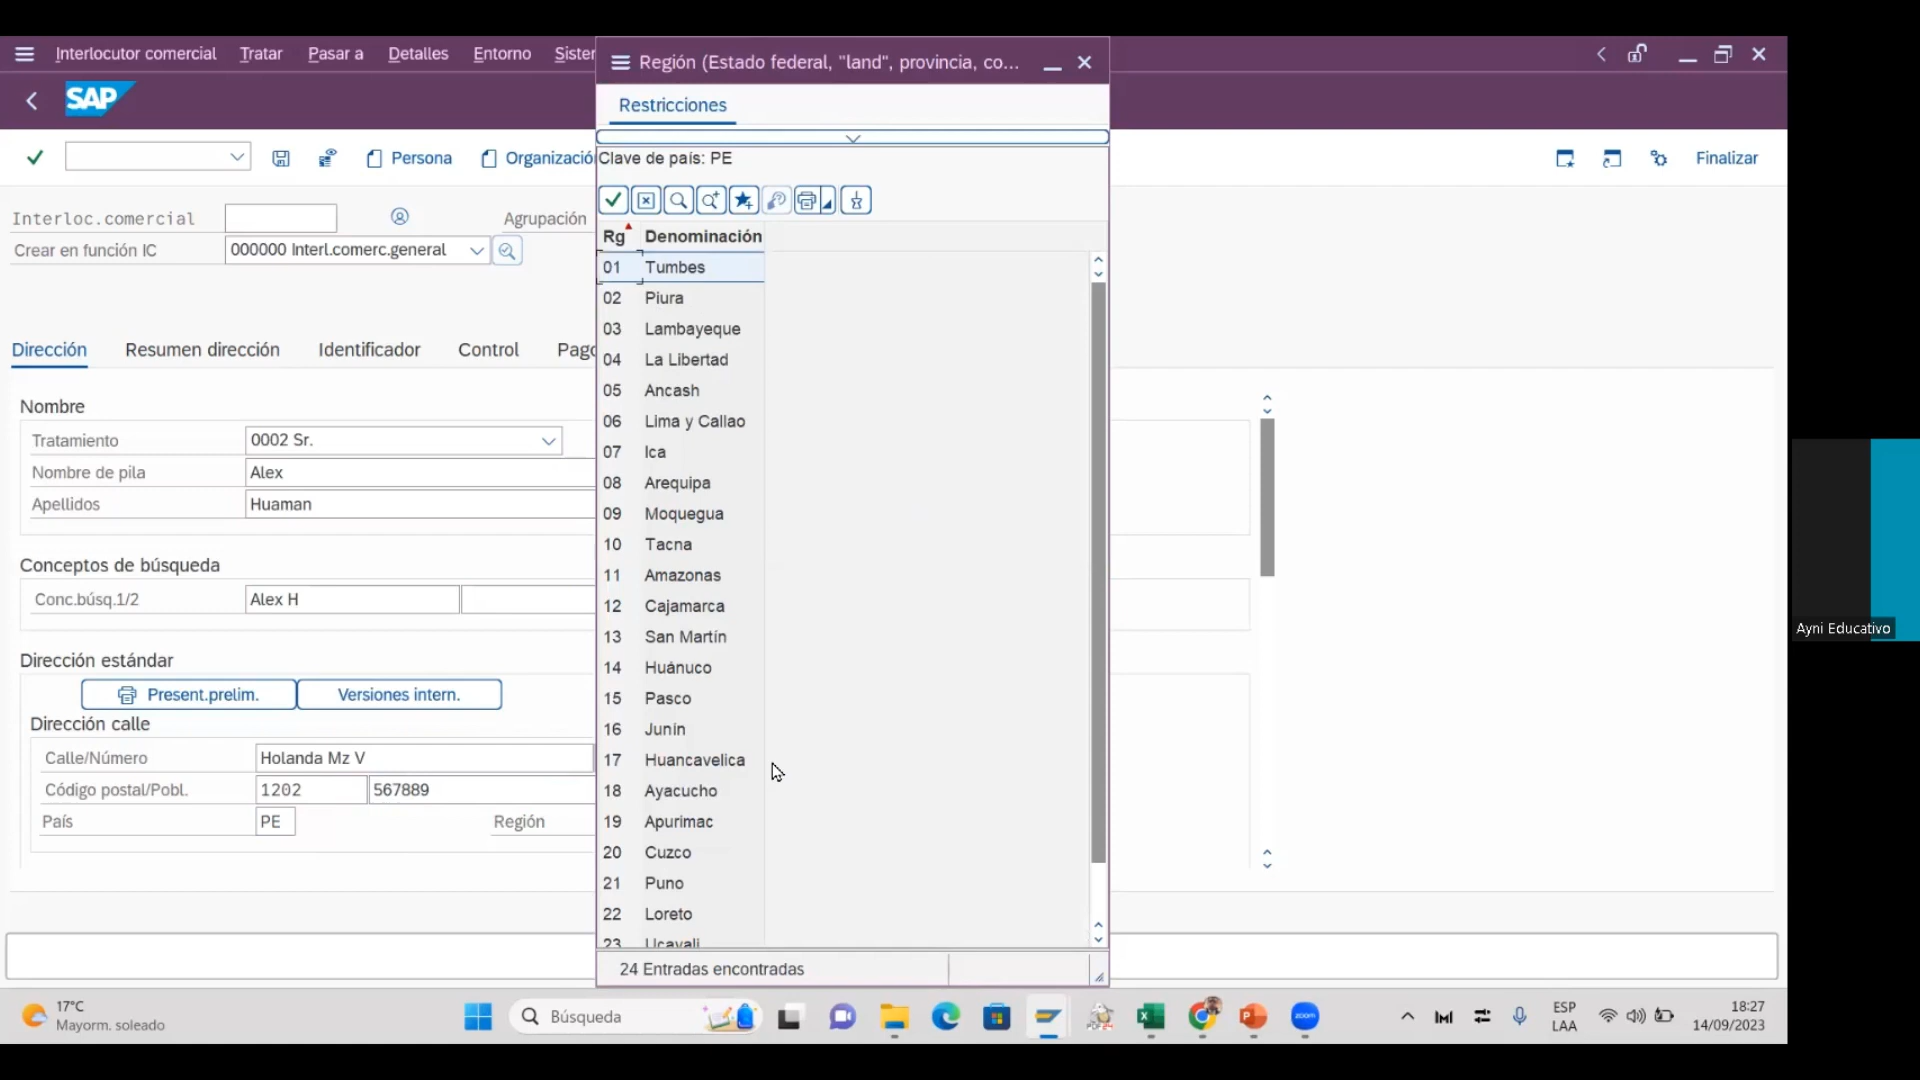 Interlocutor comercial Tratar Pasar a Detalles Entorno Sister
Región (Estado federal, "land", provincia, co...
SAP
Restricciones
Persona Organizació
Clave de país: PE
Finalizar
Interloc.comercial Agrupación
Crear en función IC 000000 Interl.comerc.general
Rg Denominación
01 Tumbes
02 Piura
03 Lambayeque
04 La Libertad
05 Ancash
06 Lima y Callao
07 Ica
08 Arequipa
09 Moquegua
10 Tacna
11 Amazonas
12 Cajamarca
13 San Martín
14 Huánuco
15 Pasco
16 Junín
17 Huancavelica
18 Ayacucho
19 Apurimac
20 Cuzco
21 Puno
22 Loreto
23 Ucayali
24 Entradas encontradas
Dirección Resumen dirección Identificador Control Pago
Nombre
Tratamiento 0002 Sr.
Nombre de pila Alex
Apellidos Huaman
Conceptos de búsqueda
Conc.búsq.1/2 Alex H
Dirección estándar
Present.prelim. Versiones intern.
Dirección calle
Calle/Número Holanda Mz V
Código postal/Pobl. 1202 567889
País PE Región
Ayni Educativo
17°C
Mayorm. soleado
Búsqueda
zoom
ESP
LAA
18:27
14/09/2023